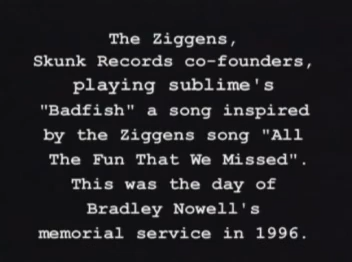 The Ziggens,
Skunk Records co-founders,
playing sublime's
"Badfish" a song inspired
by the Ziggens song "All
The Fun That We Missed".
This was the day of
Bradley Nowell's
memorial service in 1996.